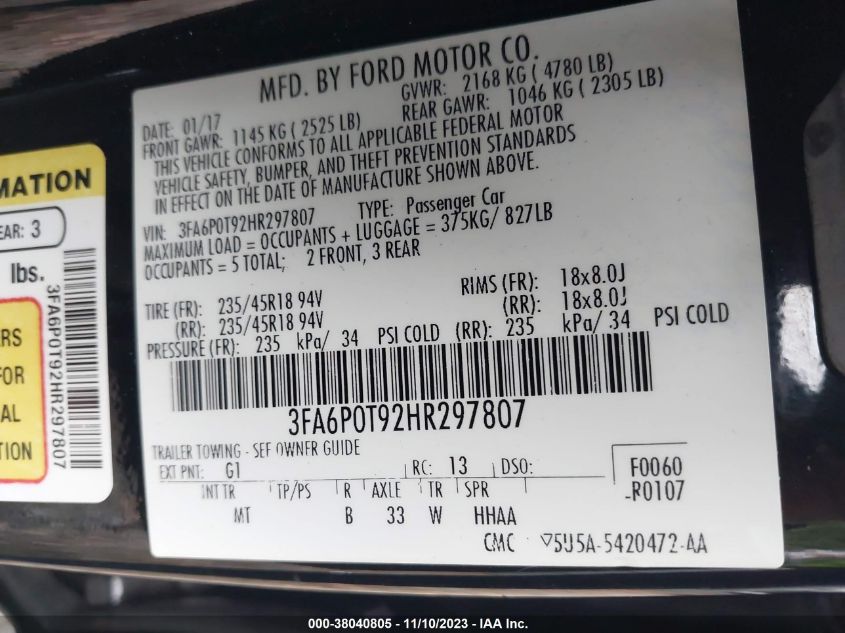 MFD. BY FORD MOTOR CO.
DATE: 01/17 GVWR: 2168 KG ( 4780 LB)
FRONT GAWR: 1145 KG ( 2525 LB) REAR GAWR: 1046 KG ( 2305 LB)
THIS VEHICLE CONFORMS TO ALL APPLICABLE FEDERAL MOTOR
VEHICLE SAFETY, BUMPER, AND THEFT PREVENTION STANDARDS
IN EFFECT ON THE DATE OF MANUFACTURE SHOWN ABOVE.
VIN: 3FA6P0T92HR297807 TYPE: Passenger Car
MAXIMUM LOAD = OCCUPANTS + LUGGAGE = 375KG/ 827LB
OCCUPANTS = 5 TOTAL; 2 FRONT, 3 REAR
TIRE (FR): 235/45R18 94V RIMS (FR): 18x8.0J
(RR): 235/45R18 94V (RR): 18x8.0J
PRESSURE (FR): 235 kPa/ 34 PSI COLD (RR): 235 kPa/ 34 PSI COLD
3FA6P0T92HR297807
TRAILER TOWING - SEE OWNER GUIDE
EXT PNT: G1 RC: 13 DSO: F0060
INT TR TP/PS R AXLE TR SPR -R0107
MT B 33 W HHAA
CMC 5U5A-5420472-AA
MATION
EAR: 3
lbs.
3FA6P0T92HR297807
ERS
FOR
AL
TION
000-38040805 - 11/10/2023 - IAA Inc.